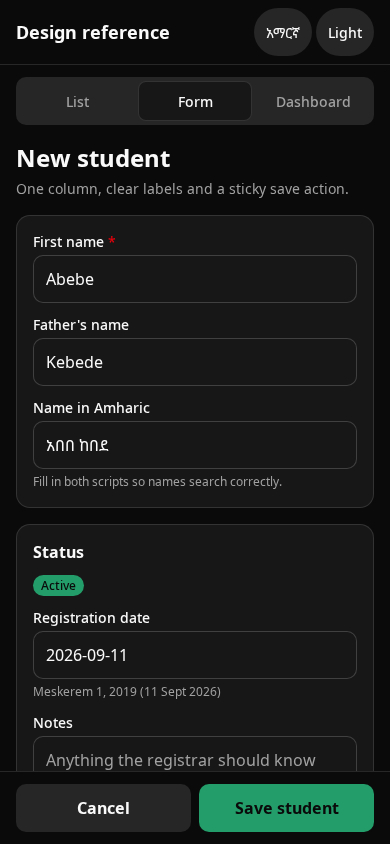 Design reference
አማርኛ
Light
List
Form
Dashboard
New student
One column, clear labels and a sticky save action.
First name *
Abebe
Father's name
Kebede
Name in Amharic
አበበ ከበደ
Fill in both scripts so names search correctly.
Status
Active
Registration date
2026-09-11
Meskerem 1, 2019 (11 Sept 2026)
Notes
Anything the registrar should know
Cancel
Save student